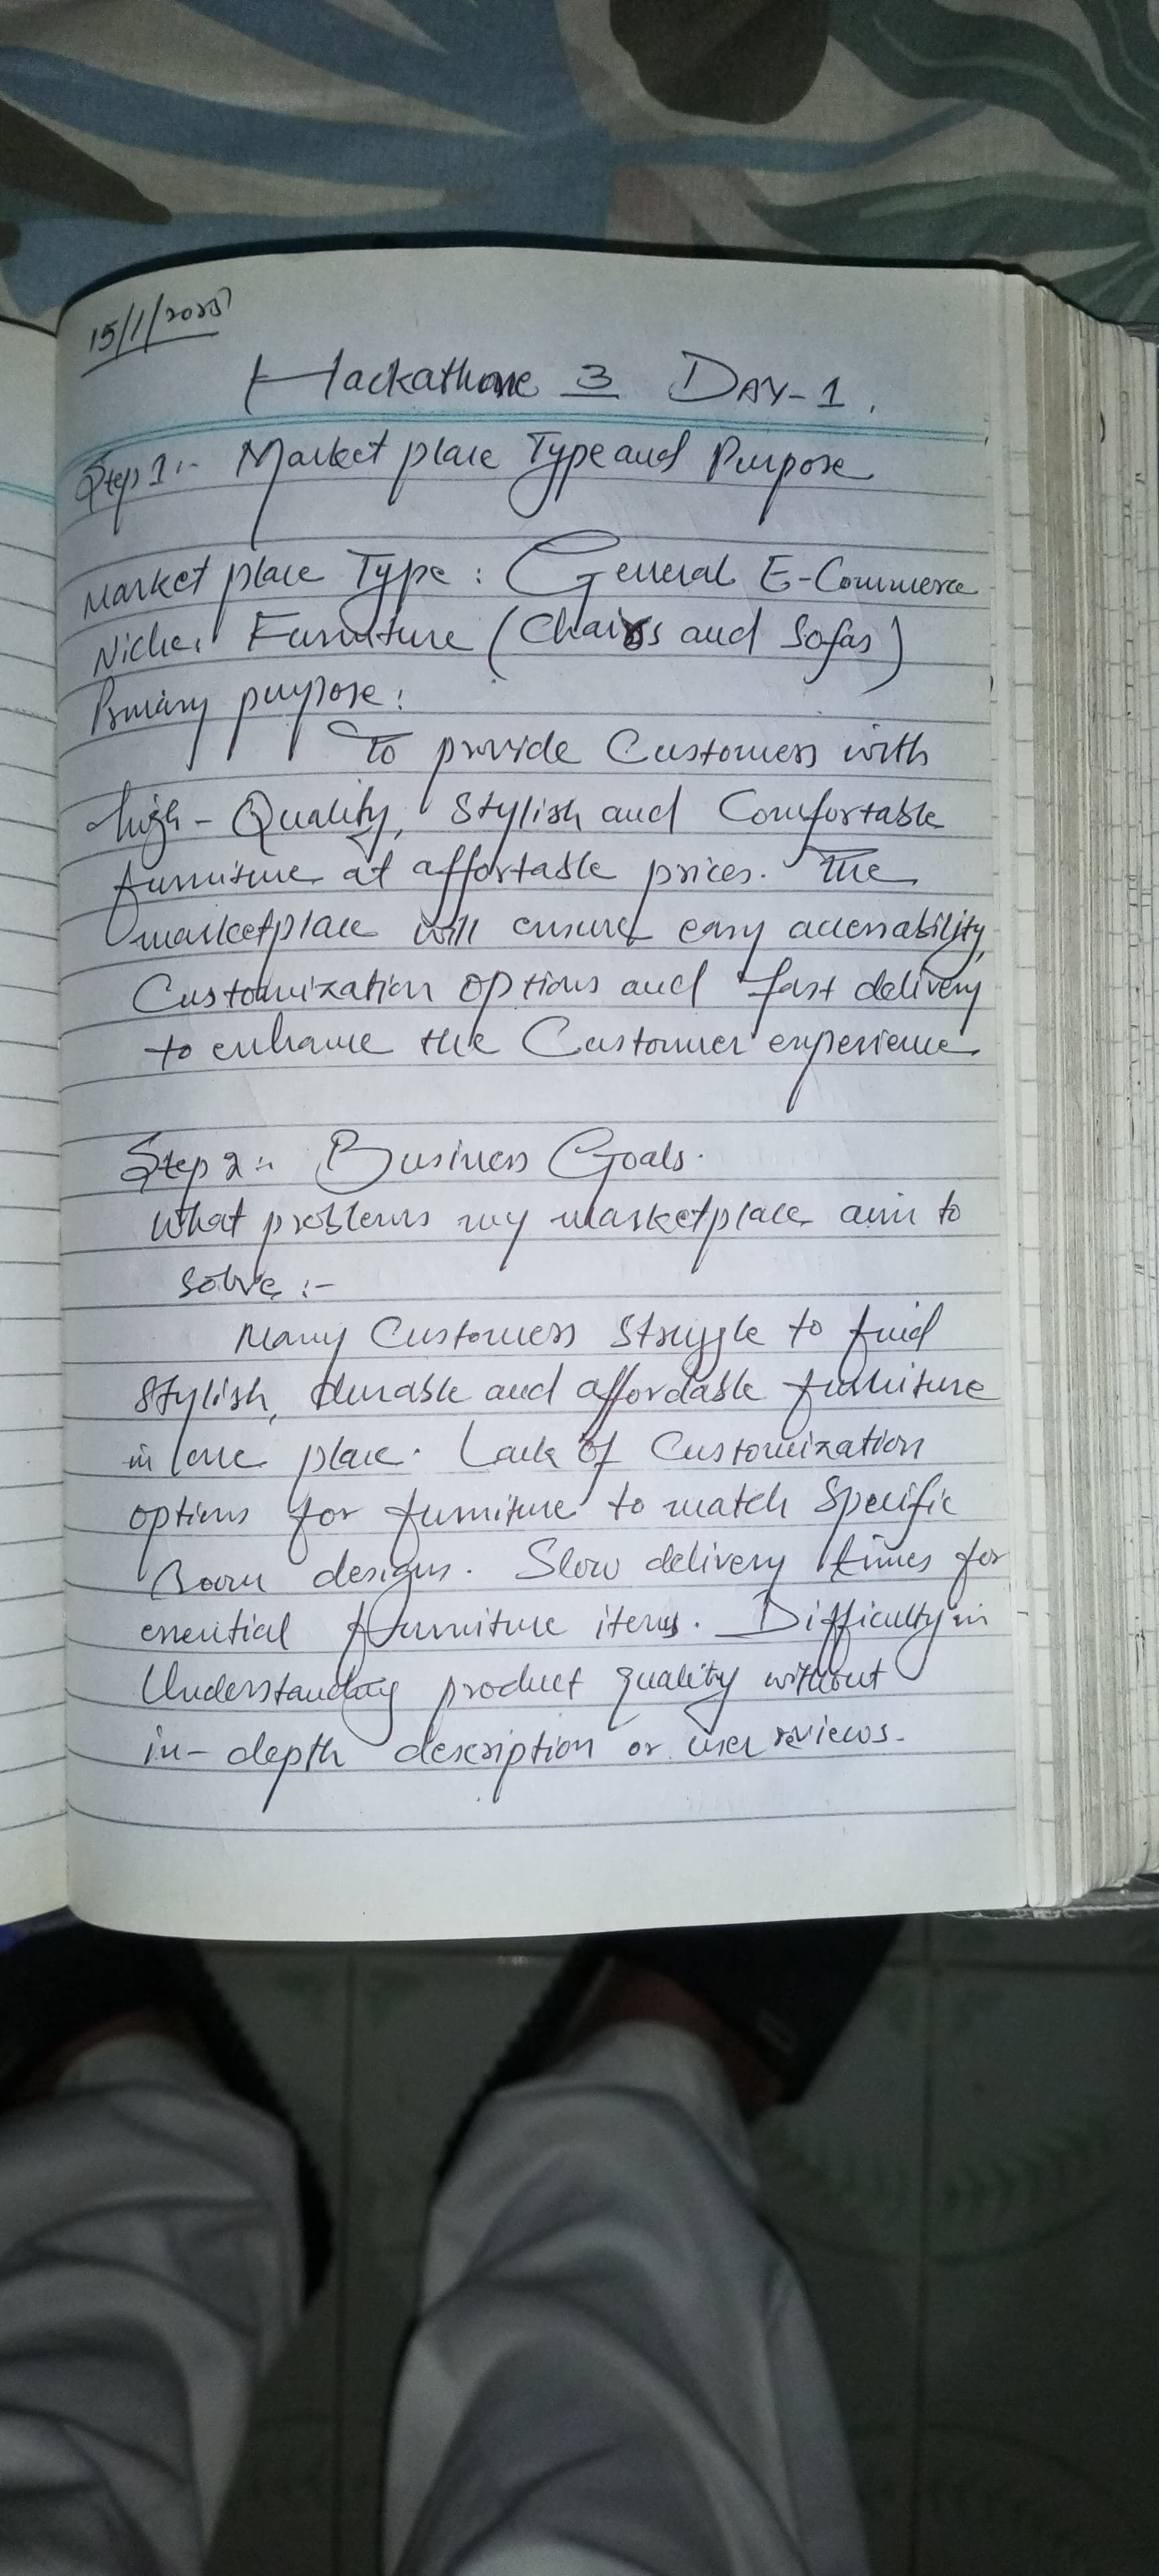 15/1/2025
Hackathone 3 DAY-1.
Step 1:- Market place Type and Purpose
Market place Type : General E-Commerce
Niche. Furniture (Chairs and Sofas)
Primary purpose:
To provide Customers with
high-Quality, Stylish and Comfortable
furniture at affortable prices. The
marketplace will ensure easy accessability,
Customization options and fast delivery
to enhance the Customer experience.
Step 2:- Business Goals.
What problems my marketplace aim to
solve :-
Many Customers Struggle to find
Stylish, durable and affordable furniture
in one place. Lack of Customization
options for furniture to match Specific
Room designs. Slow delivery times for
essential furniture items. Difficulty in
Understanding product quality without
in-depth description or user reviews.